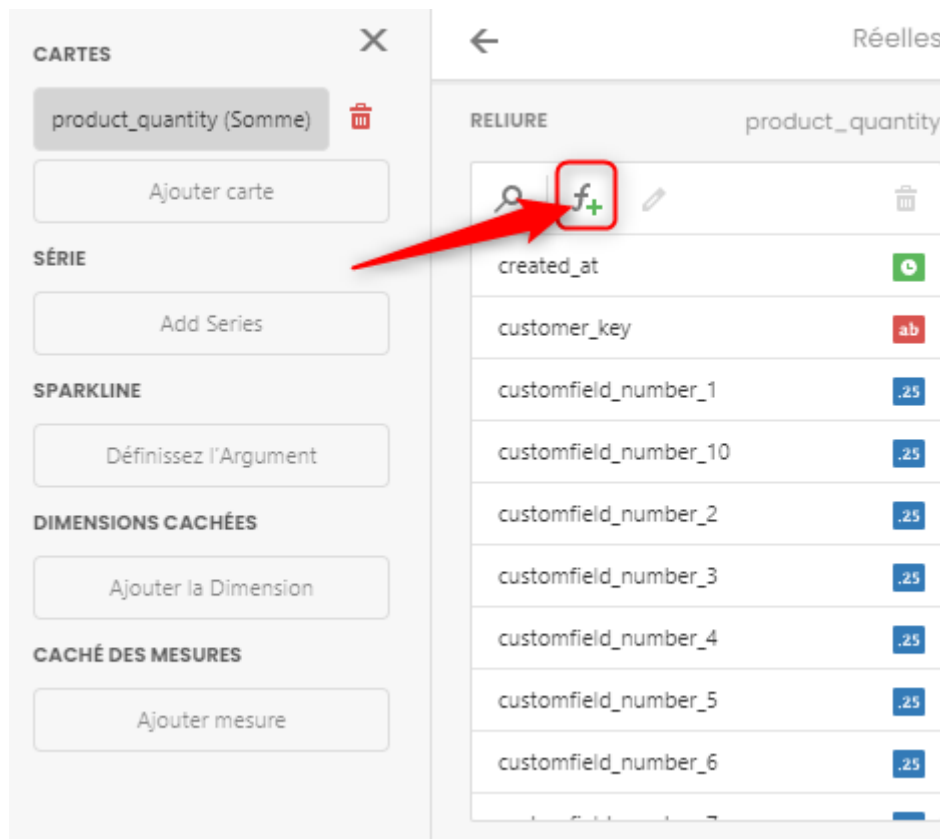 CARTES
product_quantity (Somme)
Ajouter carte
SÉRIE
Add Series
SPARKLINE
Définissez l'Argument
DIMENSIONS CACHÉES
Ajouter la Dimension
CACHÉ DES MESURES
Ajouter mesure
Réelles
RELIURE
product_quantity
created_at
customer_key
ab
customfield_number_1
.25
customfield_number_10
.25
customfield_number_2
.25
customfield_number_3
.25
customfield_number_4
.25
customfield_number_5
.25
customfield_number_6
.25